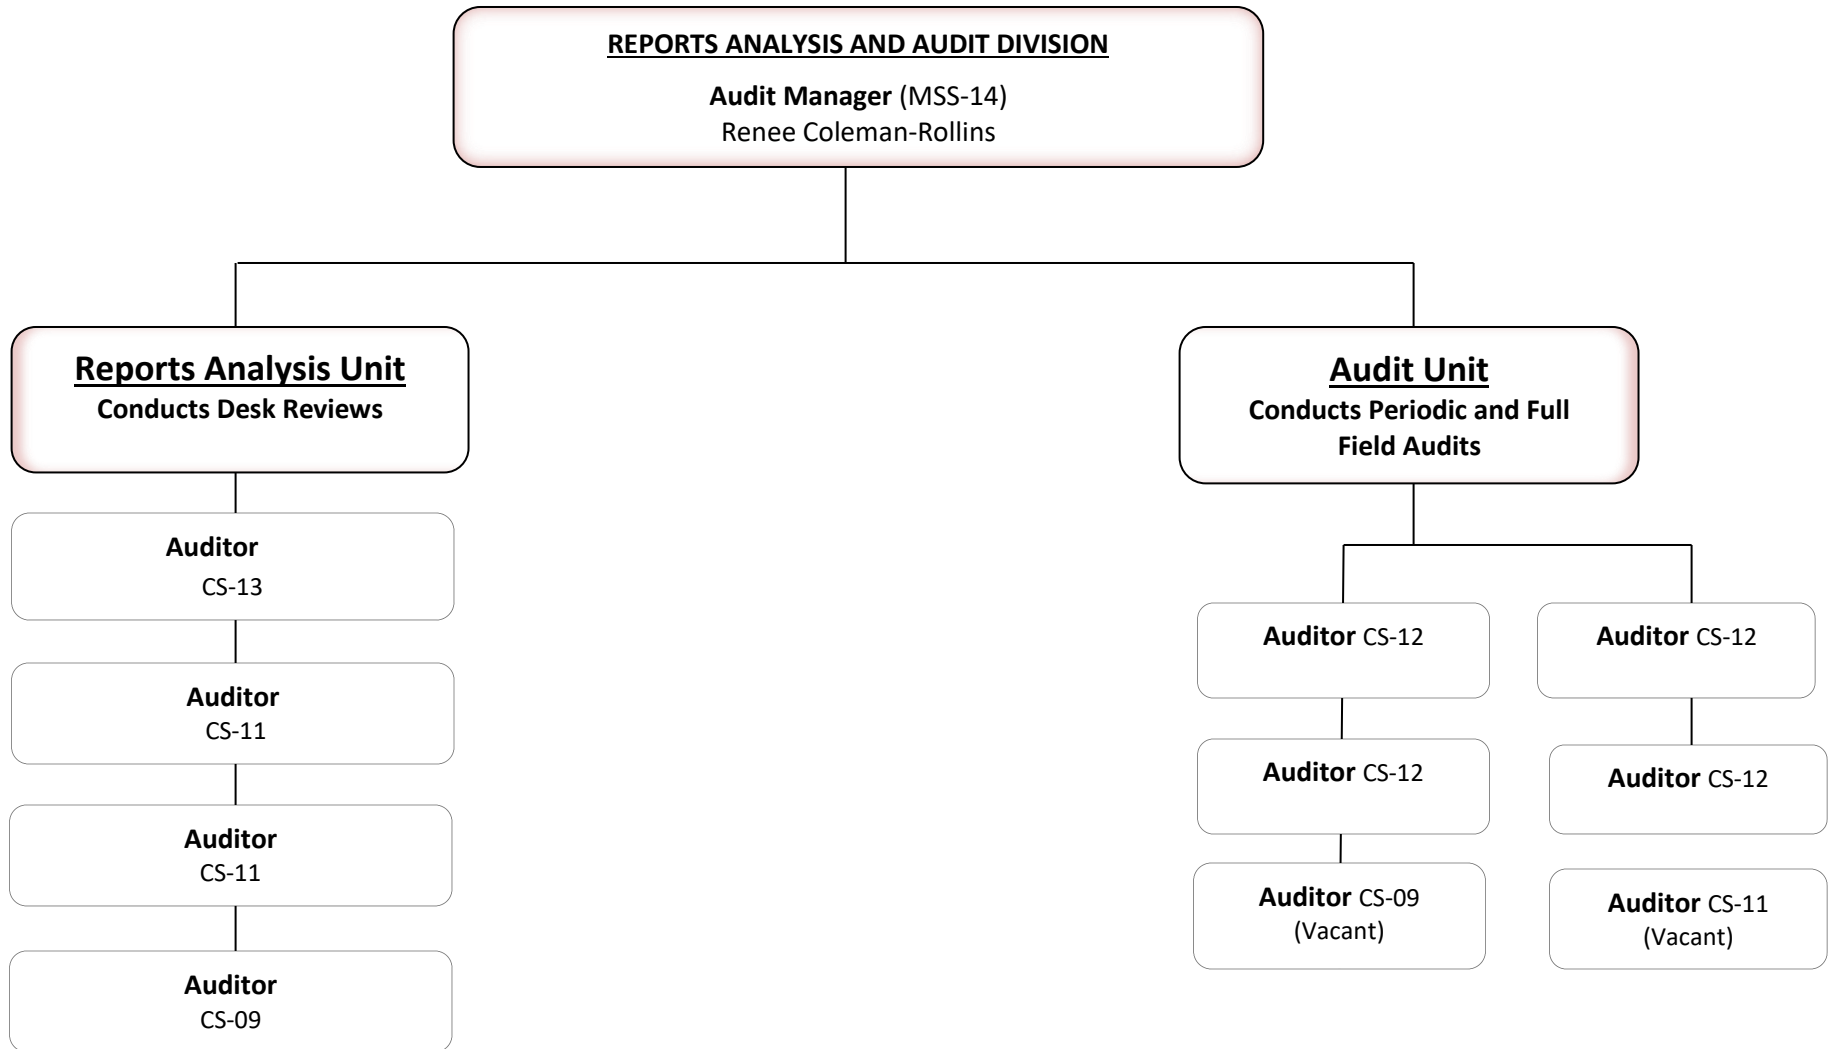 REPORTS ANALYSIS AND AUDIT DIVISION
Audit Manager (MSS-14)
Renee Coleman-Rollins
Reports Analysis Unit
Conducts Desk Reviews
Auditor
CS-13
Auditor
CS-11
Auditor
CS-11
Auditor
CS-09
Audit Unit
Conducts Periodic and Full
Field Audits
Auditor CS-12
Auditor CS-12
Auditor CS-09
(Vacant)
Auditor CS-12
Auditor CS-12
Auditor CS-11
(Vacant)